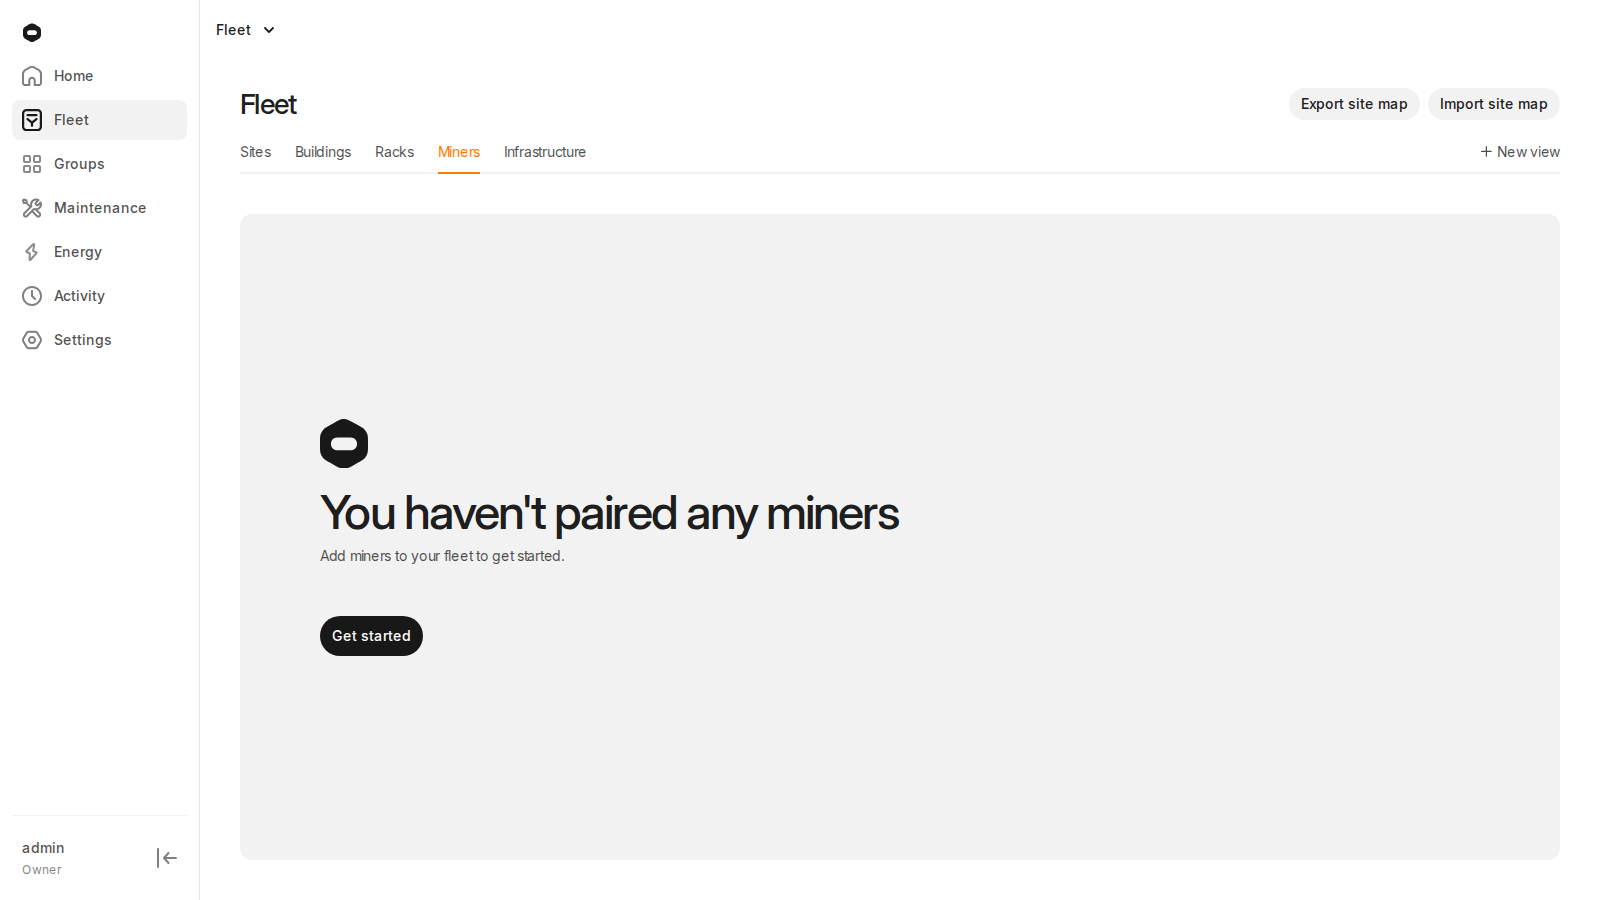 Fleet
Home
Fleet
Groups
Maintenance
Energy
Activity
Settings
admin
Owner
Fleet
Export site map
Import site map
Sites
Buildings
Racks
Miners
Infrastructure
New view
You haven't paired any miners
Add miners to your fleet to get started.
Get started